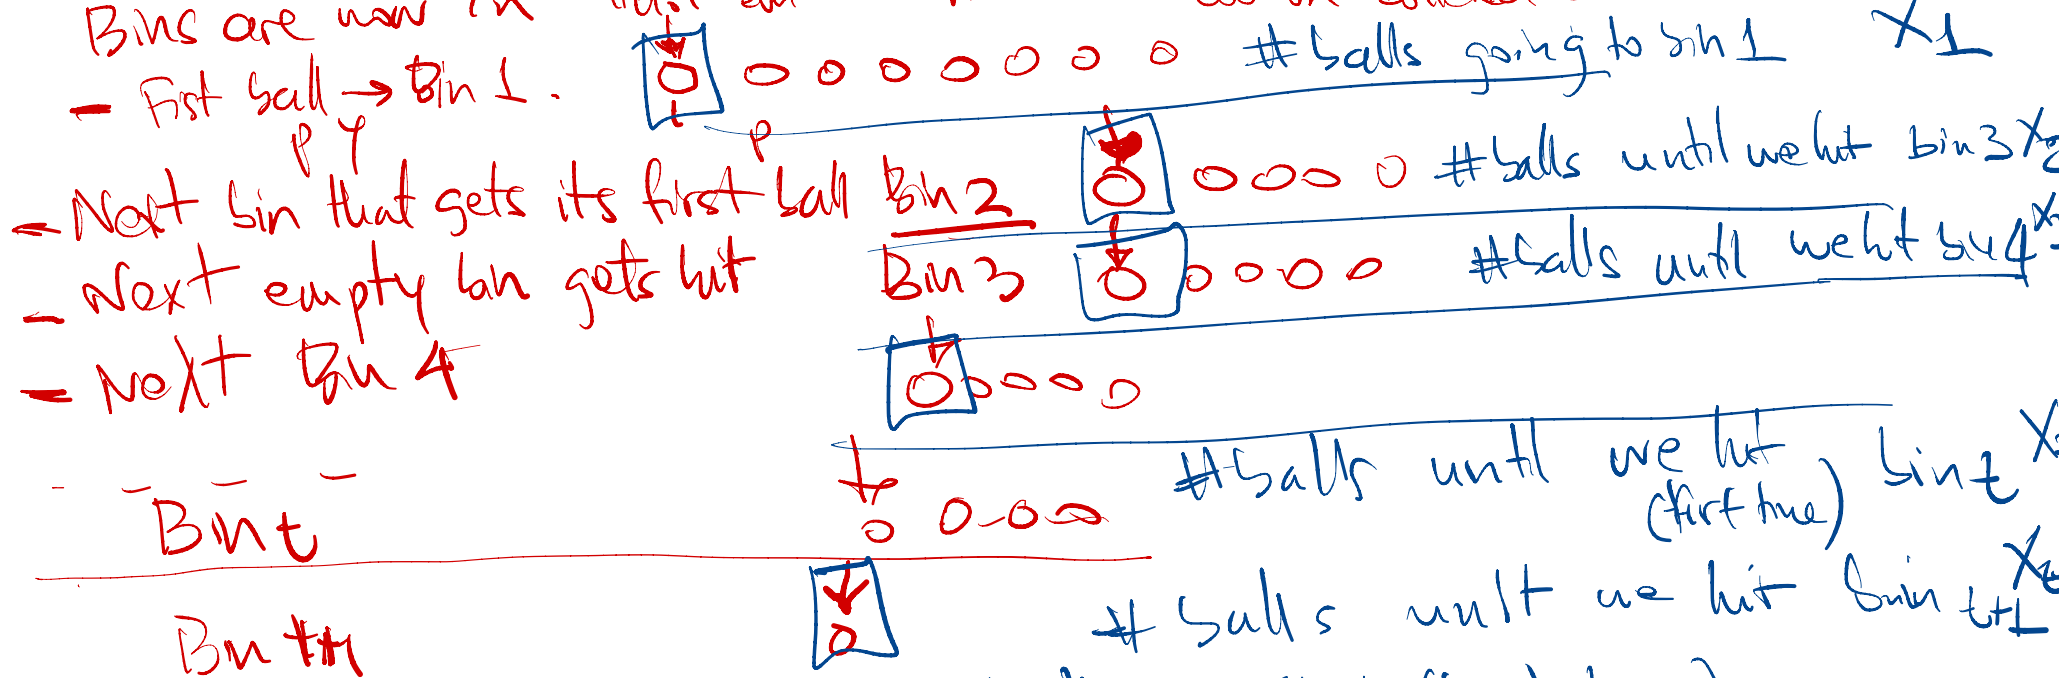 Bins are now in
- First ball → Bin 1.
#balls going to bin 1 X1
- Next bin that gets its first ball Bin 2
#balls until we hit bin 3 X2
- Next empty bin gets hit Bin 3
#balls until we hit bin 4
- Next Bin 4
#balls until we hit bin t
(first time)
Bin t
# balls until we hit bin t+1
Bin t+1